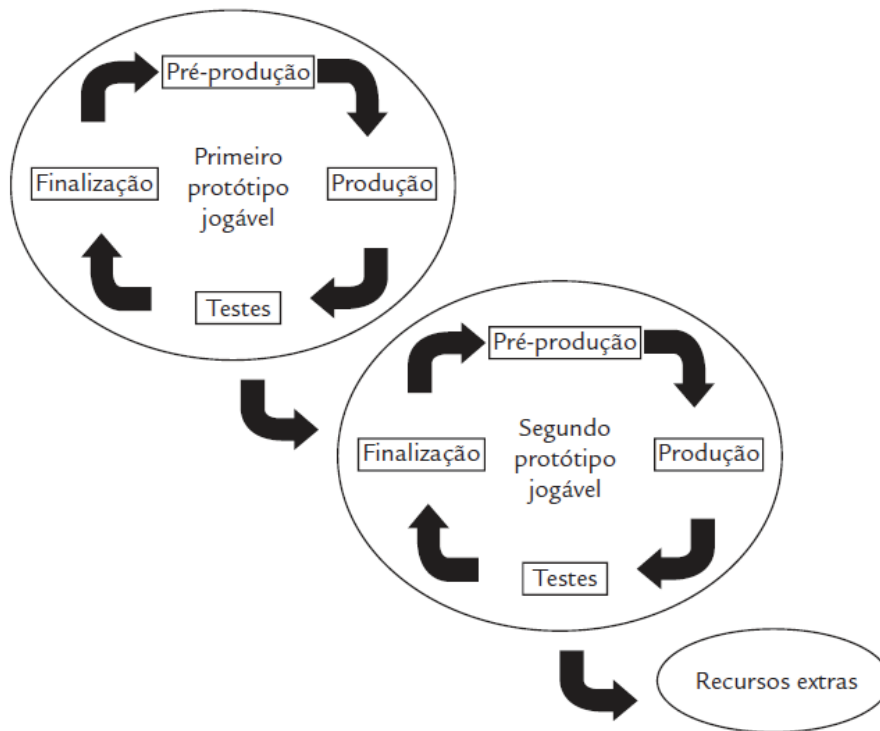 Pré-produção
Primeiro
protótipo
jogável
Finalização
Produção
Testes
Pré-produção
Segundo
protótipo
jogável
Finalização
Produção
Testes
Recursos extras